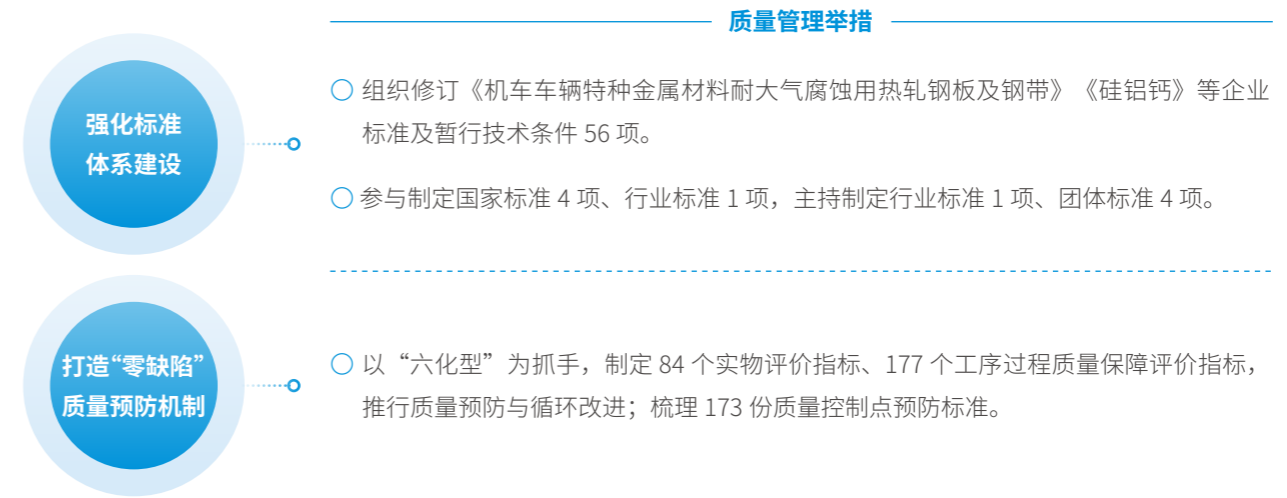 质量管理举措
强化标准
体系建设
○ 组织修订《机车车辆特种金属材料耐大气腐蚀用热轧钢板及钢带》《硅铝钙》等企业
标准及暂行技术条件 56 项。
○ 参与制定国家标准 4 项、行业标准 1 项，主持制定行业标准 1 项、团体标准 4 项。
打造“零缺陷”
质量预防机制
○ 以“六化型”为抓手，制定 84 个实物评价指标、177 个工序过程质量保障评价指标，
推行质量预防与循环改进；梳理 173 份质量控制点预防标准。